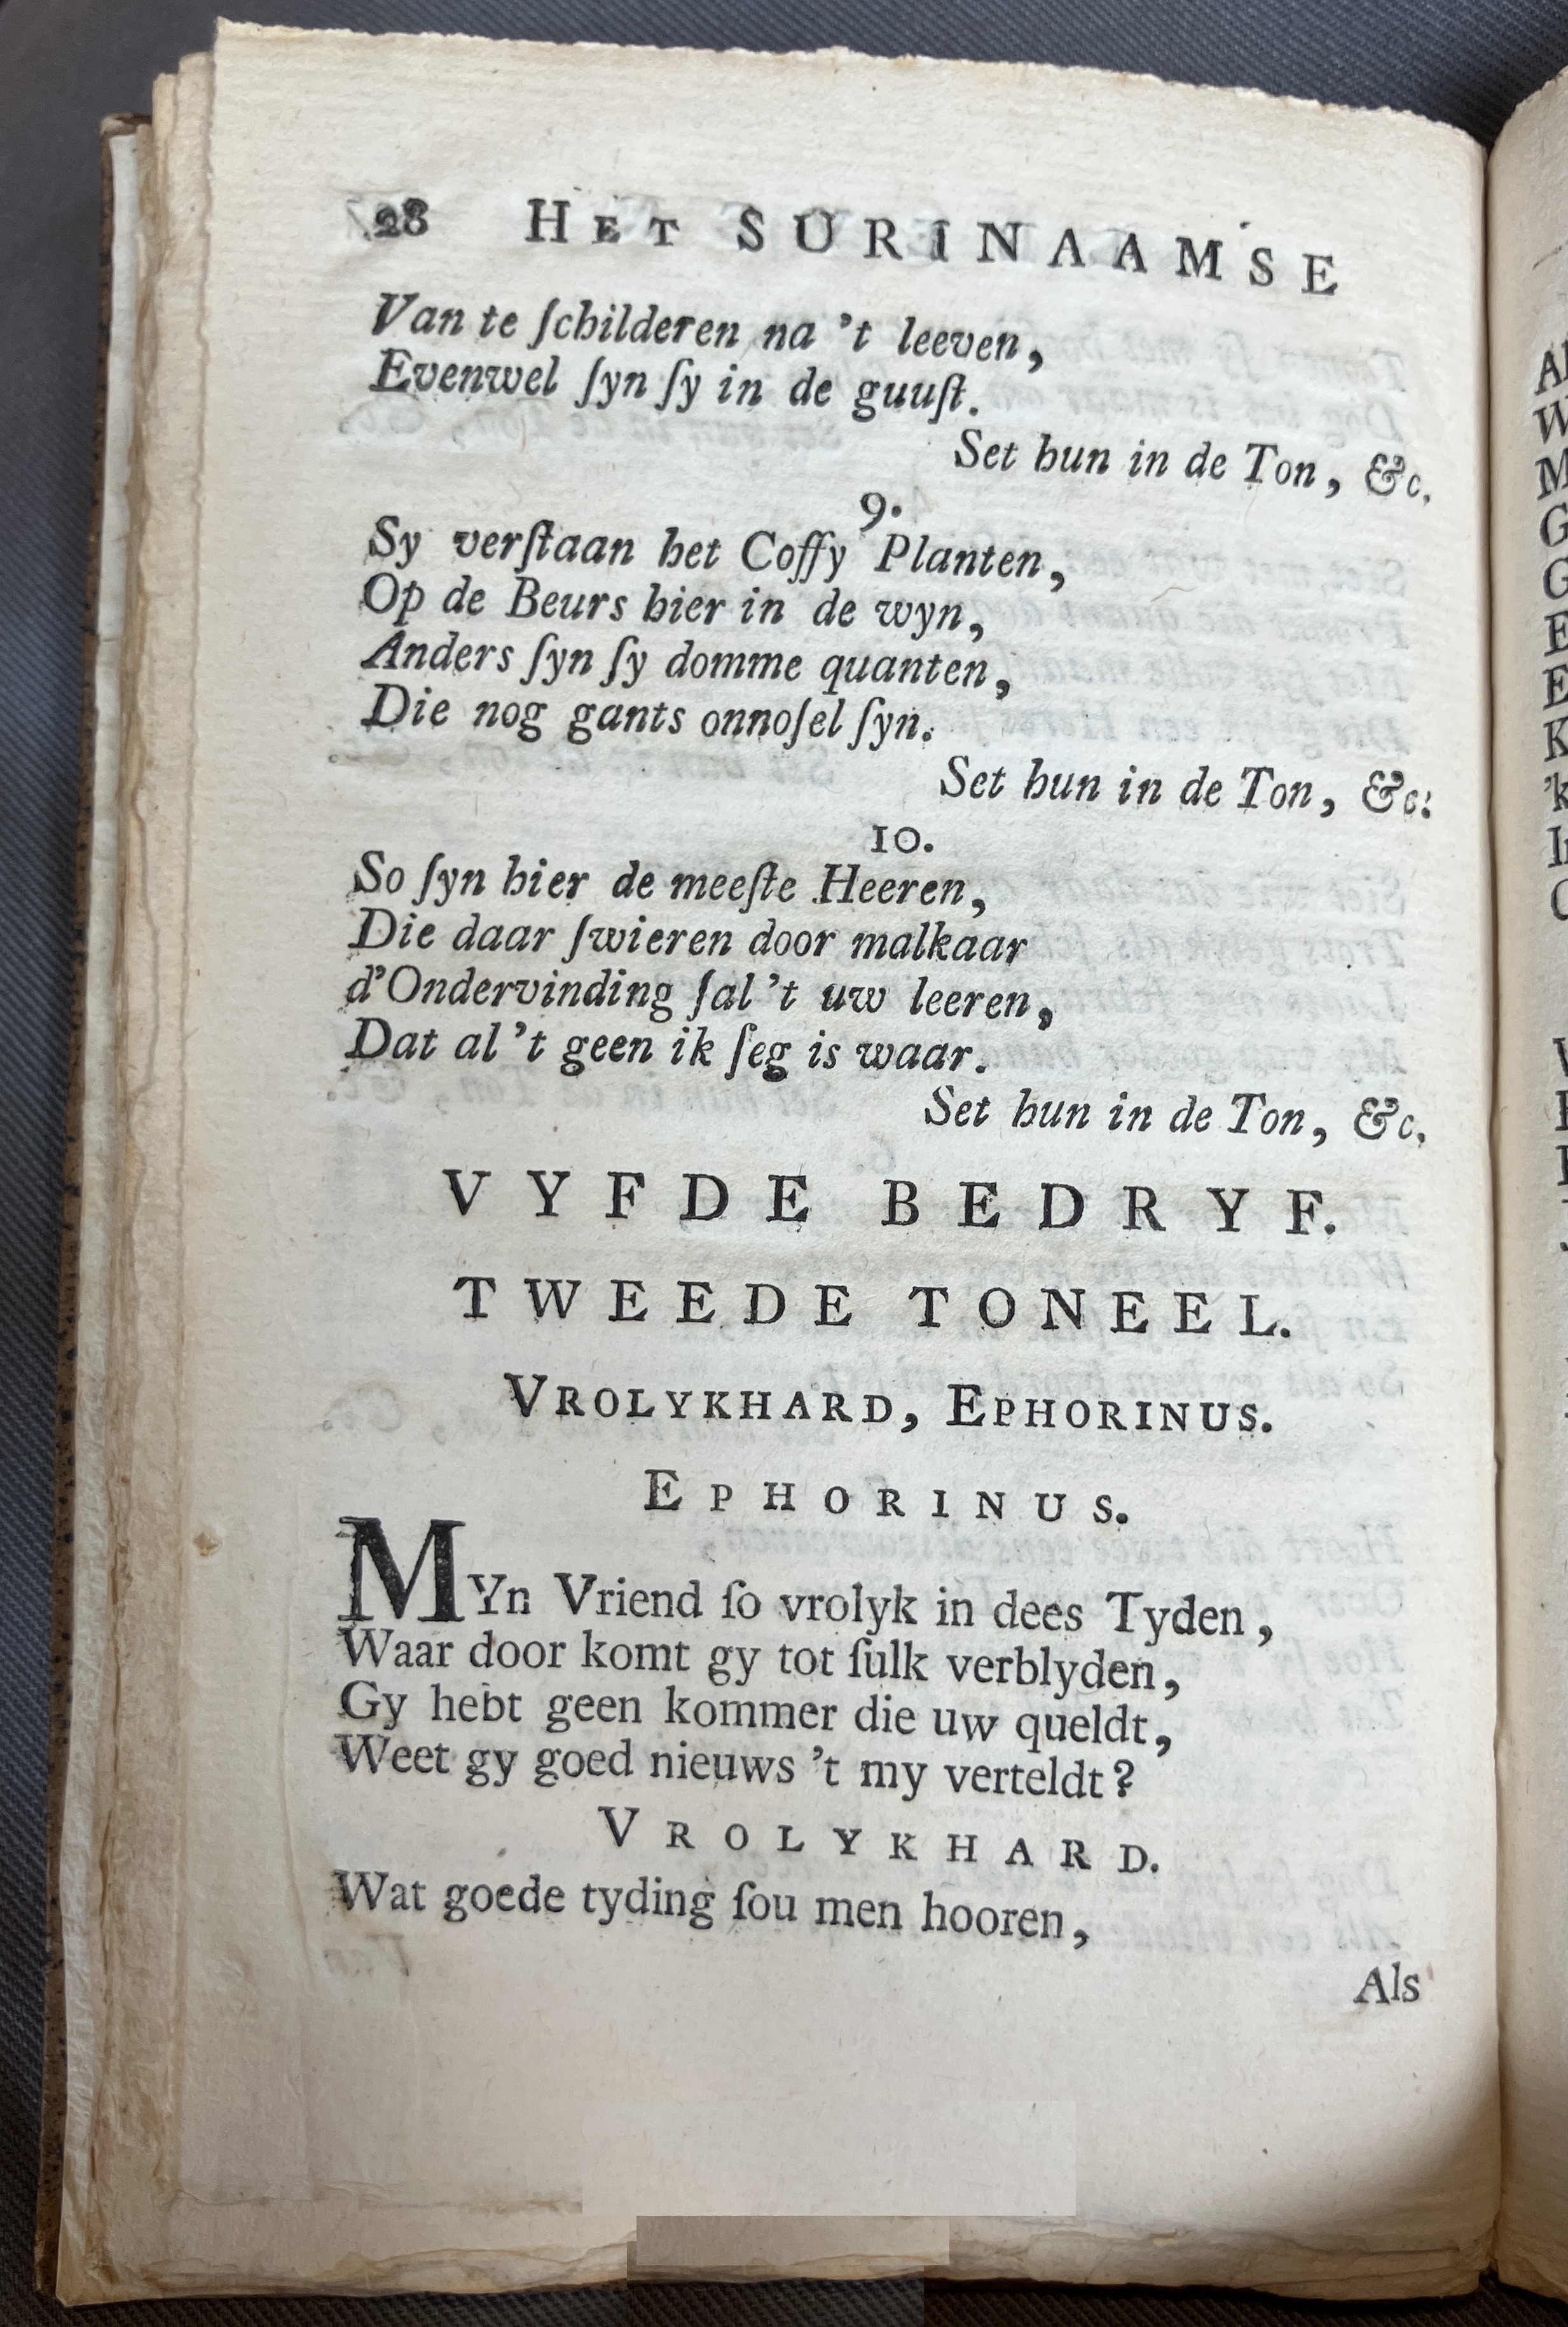 28 HET SURINAAMSE
Van te ſchilderen na 't leeven,
Evenwel ſyn ſy in de guuſt.
Set hun in de Ton, &c.
9.
Sy verſtaan het Coffy Planten,
Op de Beurs hier in de wyn,
Anders ſyn ſy domme quanten,
Die nog gants onnoſel ſyn.
Set hun in de Ton, &c:
10.
So ſyn hier de meeſte Heeren,
Die daar ſwieren door malkaar
d'Ondervinding ſal 't uw leeren,
Dat al 't geen ik ſeg is waar.
Set hun in de Ton, &c.
VYFDE BEDRYF.
TWEEDE TONEEL.
VROLYKHARD, EPHORINUS.
EPHORINUS.
MYn Vriend ſo vrolyk in dees Tyden,
Waar door komt gy tot ſulk verblyden,
Gy hebt geen kommer die uw queldt,
Weet gy goed nieuws 't my verteldt?
VROLYKHARD.
Wat goede tyding ſou men hooren,
Als